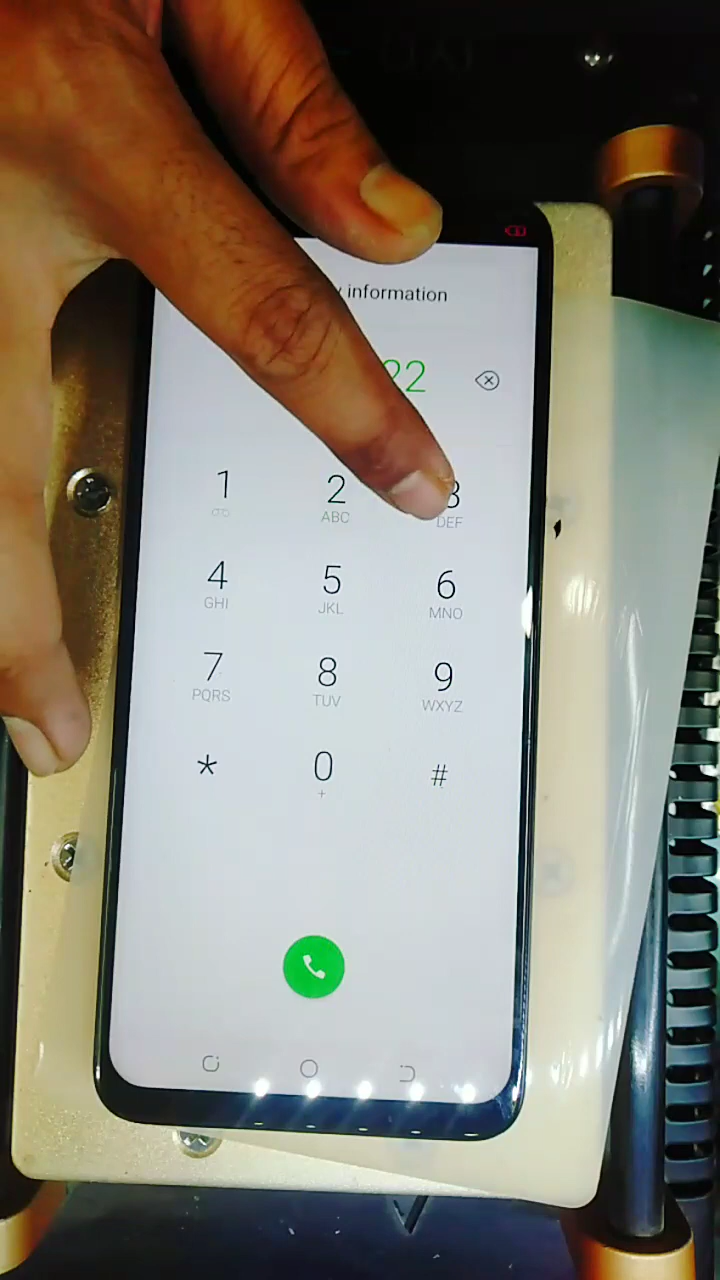 information
22
1 2 3
ABC DEF
4 5 6
GHI JKL MNO
7 8 9
PQRS TUV WXYZ
* 0 #
+